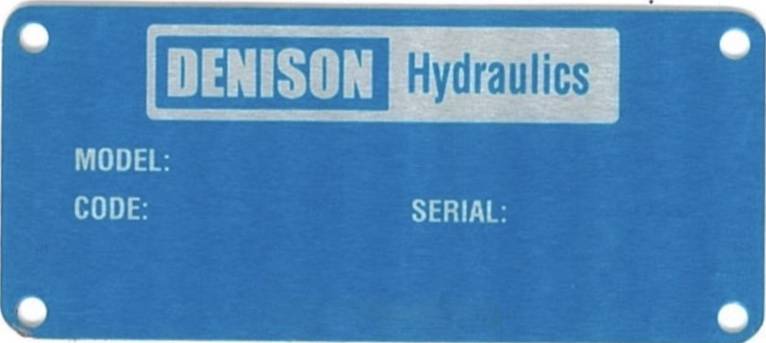 DENISON Hydraulics
MODEL:
CODE: SERIAL: